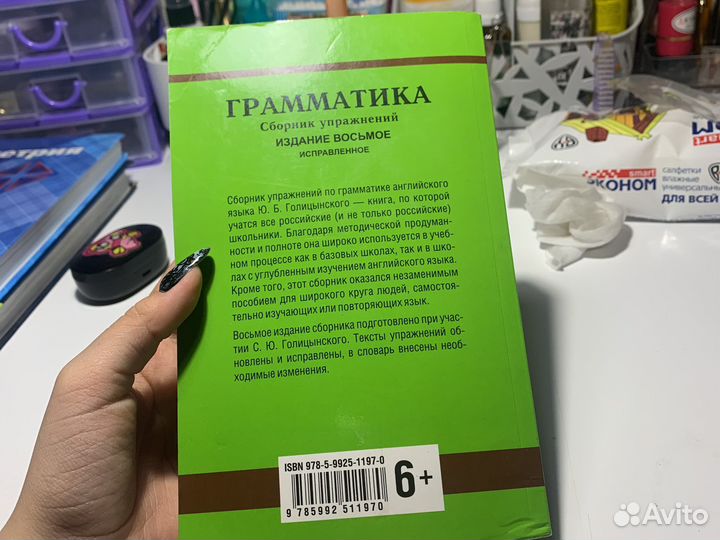 ГРАММАТИКА
Сборник упражнений
ИЗДАНИЕ ВОСЬМОЕ
ИСПРАВЛЕННОЕ
Сборник упражнений по грамматике английского
языка Ю. Б. Голицынского — книга, по которой
учатся все российские (и не только российские)
школьники. Благодаря методической продуман-
ности и полноте она широко используется в учеб-
ном процессе как в базовых школах, так и в шко-
лах с углубленным изучением английского языка.
Кроме того, этот сборник оказался незаменимым
пособием для широкого круга людей, самостоя-
тельно изучающих или повторяющих язык.
Восьмое издание сборника подготовлено при учас-
тии С. Ю. Голицынского. Тексты упражнений об-
новлены и исправлены, в словарь внесены необ-
ходимые изменения.
ISBN 978-5-9925-1197-0
9 785992 511970
6+
ЕТРИЯ
smart
ЭКОНОМ
САЛФЕТКИ
ВЛАЖНЫЕ
УНИВЕРСАЛЬНЫЕ
ДЛЯ ВСЕЙ
Avito